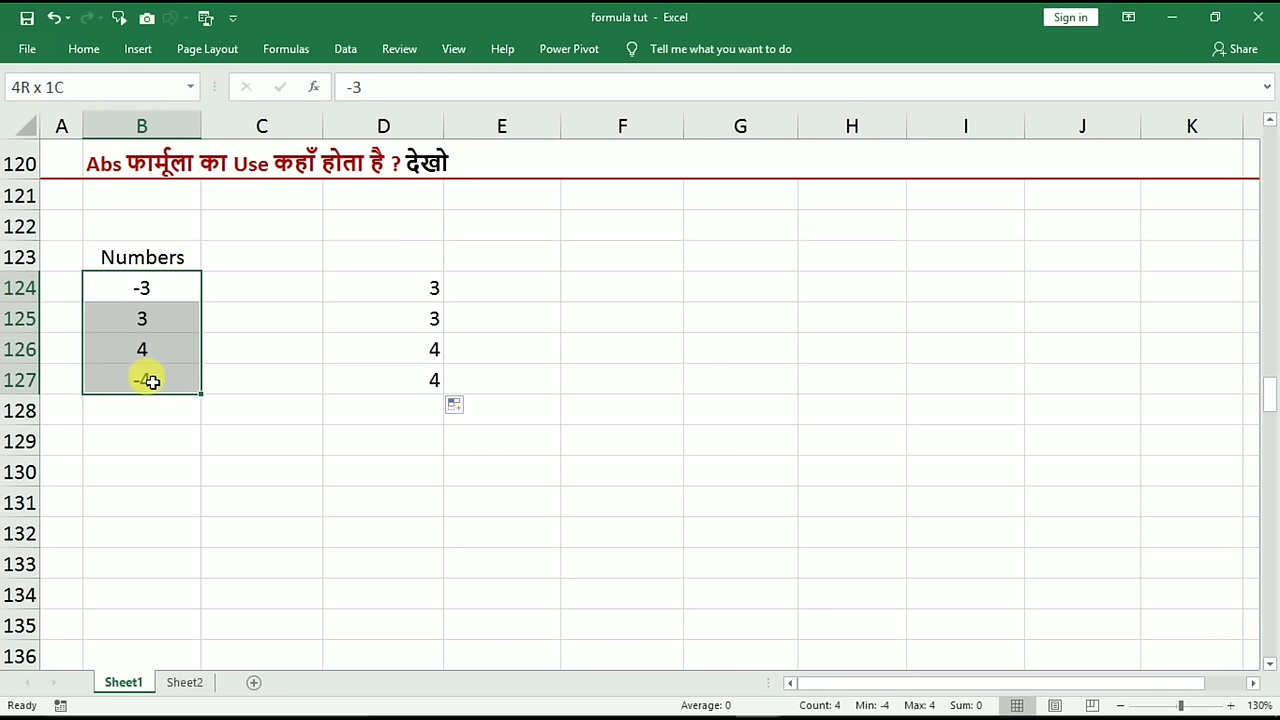 formula tut - Excel
Sign in
File Home Insert Page Layout Formulas Data Review View Help Power Pivot Tell me what you want to do Share
4R x 1C fx -3
A B C D E F G H I J K
120 Abs फार्मूला का Use कहाँ होता है ? देखो
121
122
123 Numbers
124 -3 3
125 3 3
126 4 4
127 -4 4
128
129
130
131
132
133
134
135
136
Sheet1 Sheet2
Ready Average: 0 Count: 4 Min: -4 Max: 4 Sum: 0 130%